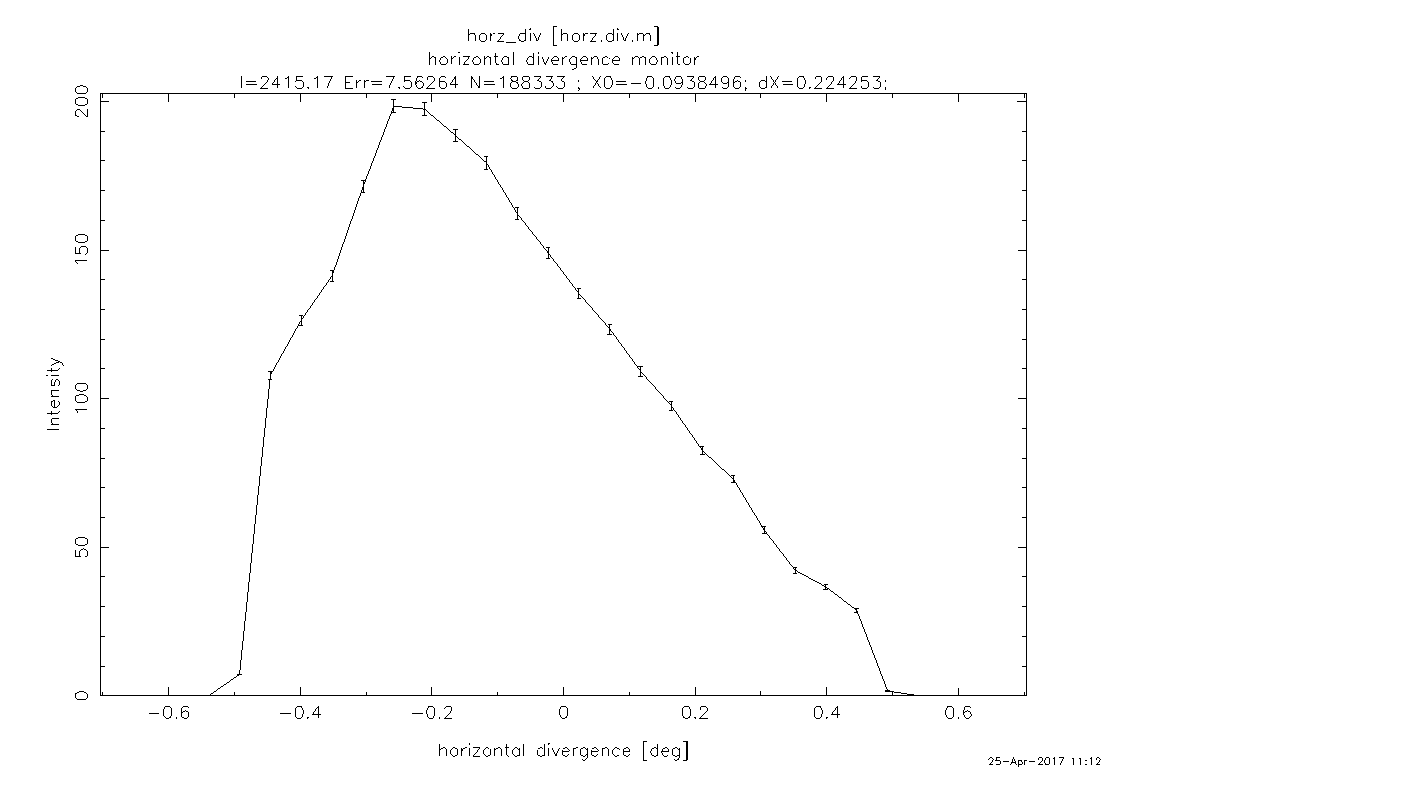 horz_div [horz.div.m]
horizontal divergence monitor
I=2415.17 Err=7.56264 N=188333 ; X0=-0.0938496; dX=0.224253;
200
150
100
50
0
Intensity
-0.6 -0.4 -0.2 0 0.2 0.4 0.6
horizontal divergence [deg]
25-Apr-2017 11:12